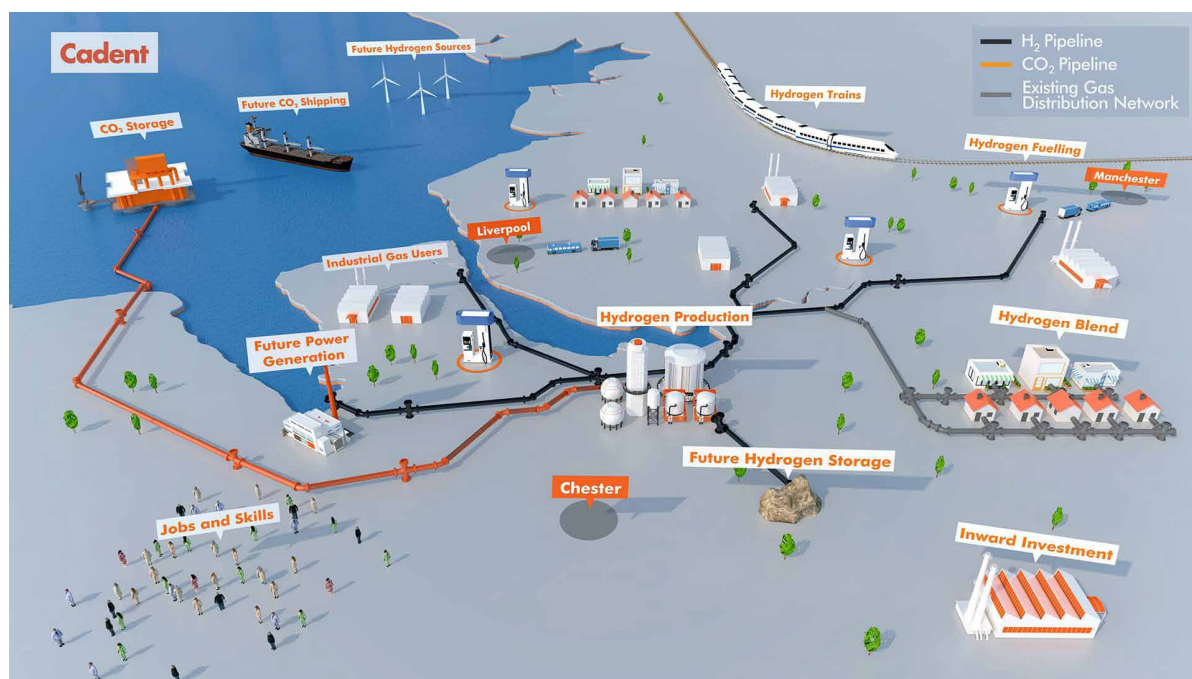 Cadent
Future Hydrogen Sources
H₂ Pipeline
CO₂ Pipeline
Existing Gas
Distribution Network
Future CO₂ Shipping
Hydrogen Trains
CO₂ Storage
Hydrogen Fuelling
Manchester
Liverpool
Industrial Gas Users
Hydrogen Production
Hydrogen Blend
Future Power
Generation
Future Hydrogen Storage
Chester
Jobs and Skills
Inward Investment